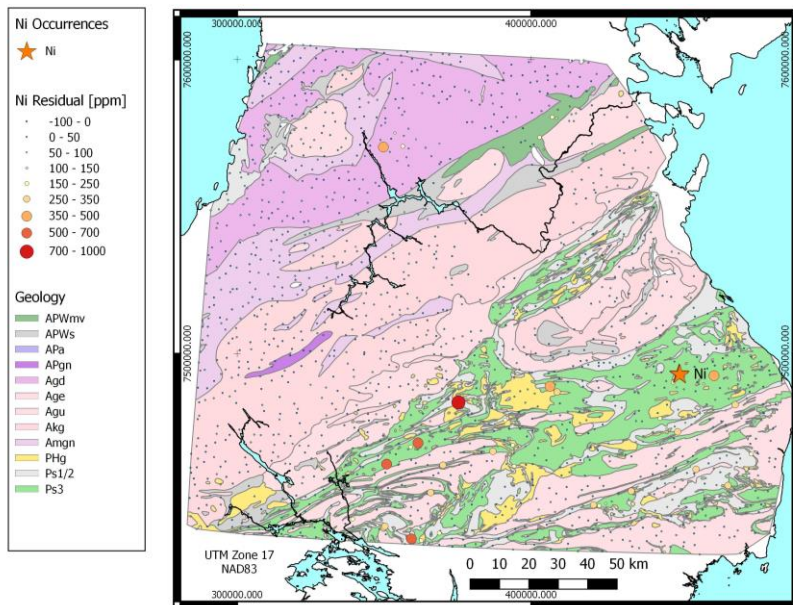 Ni Occurrences
Ni
Ni Residual [ppm]
-100 - 0
0 - 50
50 - 100
100 - 150
150 - 250
250 - 350
350 - 500
500 - 700
700 - 1000
Geology
APWmv
APWs
APa
APgn
Agd
Age
Agu
Akg
Amgn
PHg
Ps1/2
Ps3
300000.000
400000.000
7600000.000
7600000.000
7500000.000
7500000.000
Ni
UTM Zone 17
NAD83
0 10 20 30 40 50 km
300000.000
400000.000